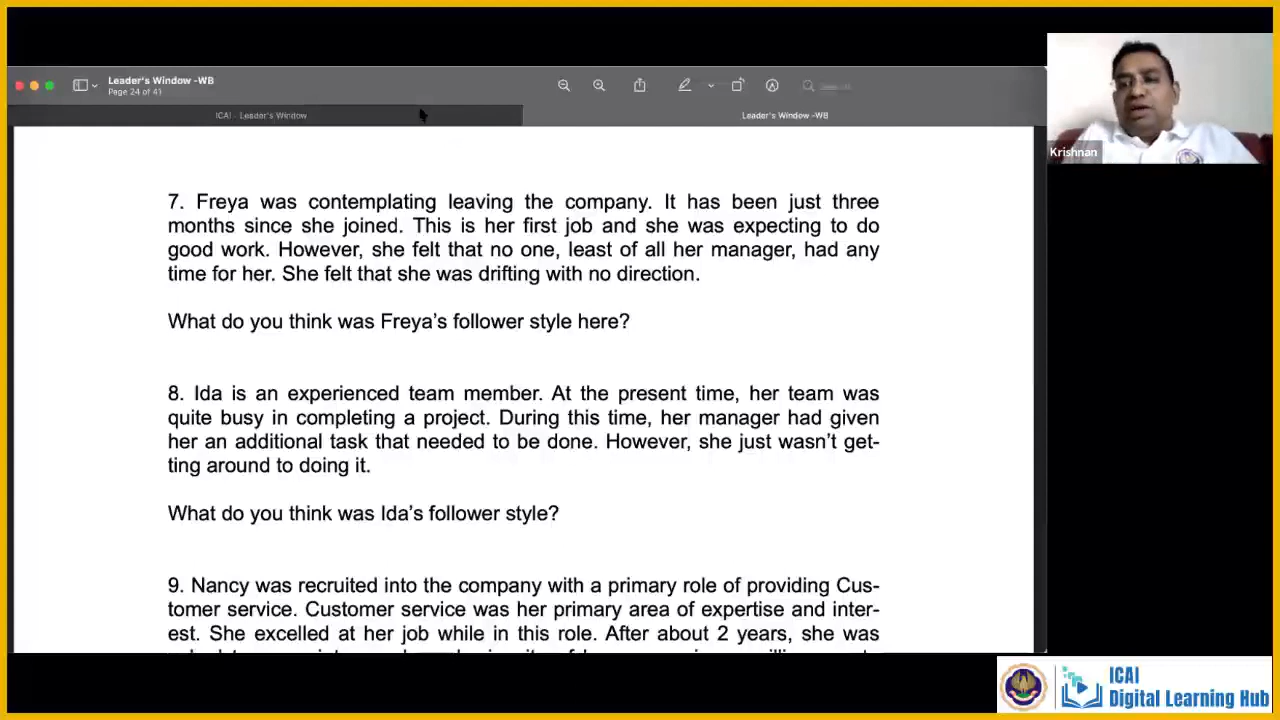 Leader's Window -WB
Page 24 of 41
ICAI - Leader's Window
Leader's Window -WB
Krishnan
7. Freya was contemplating leaving the company. It has been just three
months since she joined. This is her first job and she was expecting to do
good work. However, she felt that no one, least of all her manager, had any
time for her. She felt that she was drifting with no direction.
What do you think was Freya's follower style here?
8. Ida is an experienced team member. At the present time, her team was
quite busy in completing a project. During this time, her manager had given
her an additional task that needed to be done. However, she just wasn't get-
ting around to doing it.
What do you think was Ida's follower style?
9. Nancy was recruited into the company with a primary role of providing Cus-
tomer service. Customer service was her primary area of expertise and inter-
est. She excelled at her job while in this role. After about 2 years, she was
ICAI
Digital Learning Hub